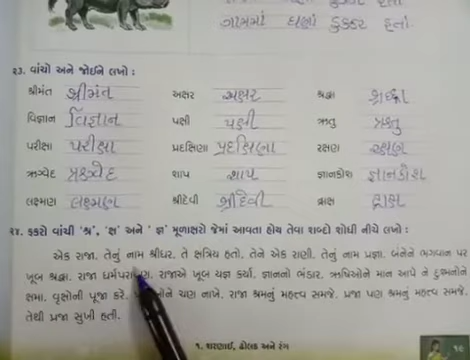 ગામમાં ઘણાં કુક્કર હતાં
૨૩. વાંચો અને જોઈને લખો :
શ્રીમંત શ્રીમંત અક્ષર અક્ષર શ્રદ્ધા શ્રદ્ધા
વિજ્ઞાન વિજ્ઞાન પક્ષી પક્ષી ઋતુ ઋતુ
પરીક્ષા પરીક્ષા પ્રદક્ષિણા પ્રદક્ષિણા રક્ષણ રક્ષણ
ઋગ્વેદ ઋગ્વેદ શાપ શાપ જ્ઞાનકોશ જ્ઞાનકોશ
લક્ષ્મણ લક્ષ્મણ શ્રીદેવી શ્રીદેવી દ્રાક્ષ દ્રાક્ષ
૨૪. ફકરો વાંચી 'શ્ર', 'ક્ષ' અને 'જ્ઞ' મૂળાક્ષરો જેમાં આવતા હોય તેવા શબ્દો શોધી નીચે લખો :
એક રાજા. તેનું નામ શ્રીધર. તે ક્ષત્રિય હતો. તેને એક રાણી. તેનું નામ પ્રજ્ઞા. બંનેને ભગવાન પર
ખૂબ શ્રદ્ધા. રાજા ધર્મપરાયણ. રાજાએ ખૂબ યજ્ઞ કર્યા. જ્ઞાનનો ભંડાર. ઋષિઓને માન આપે ને દુશ્મનોને
ક્ષમા. વૃક્ષોની પૂજા કરે. ચણ નાખે. રાજા શ્રમનું મહત્ત્વ સમજે. પ્રજા પણ શ્રમનું મહત્ત્વ સમજે.
તેથી પ્રજા સુખી હતી.
૧. શરણાઈ, ઢોલક અને રંગ